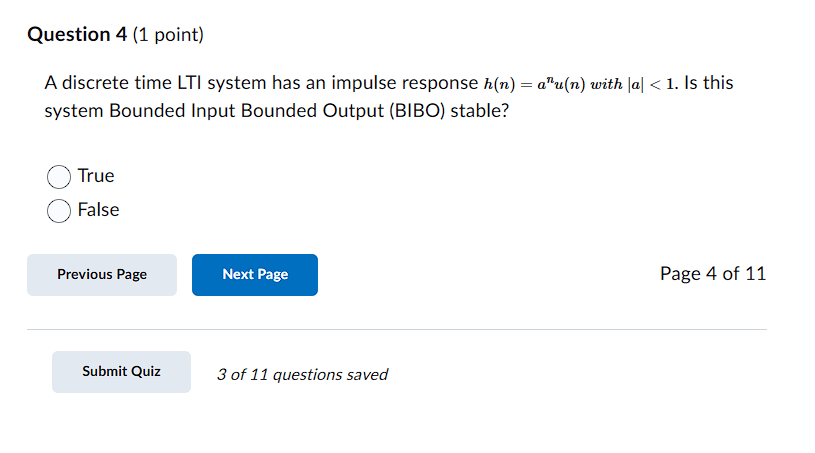 Question 4 (1 point)
A discrete time LTI system has an impulse response h(n) = aⁿu(n) with |a| < 1. Is this
system Bounded Input Bounded Output (BIBO) stable?
True
False
Previous Page Next Page Page 4 of 11
Submit Quiz 3 of 11 questions saved